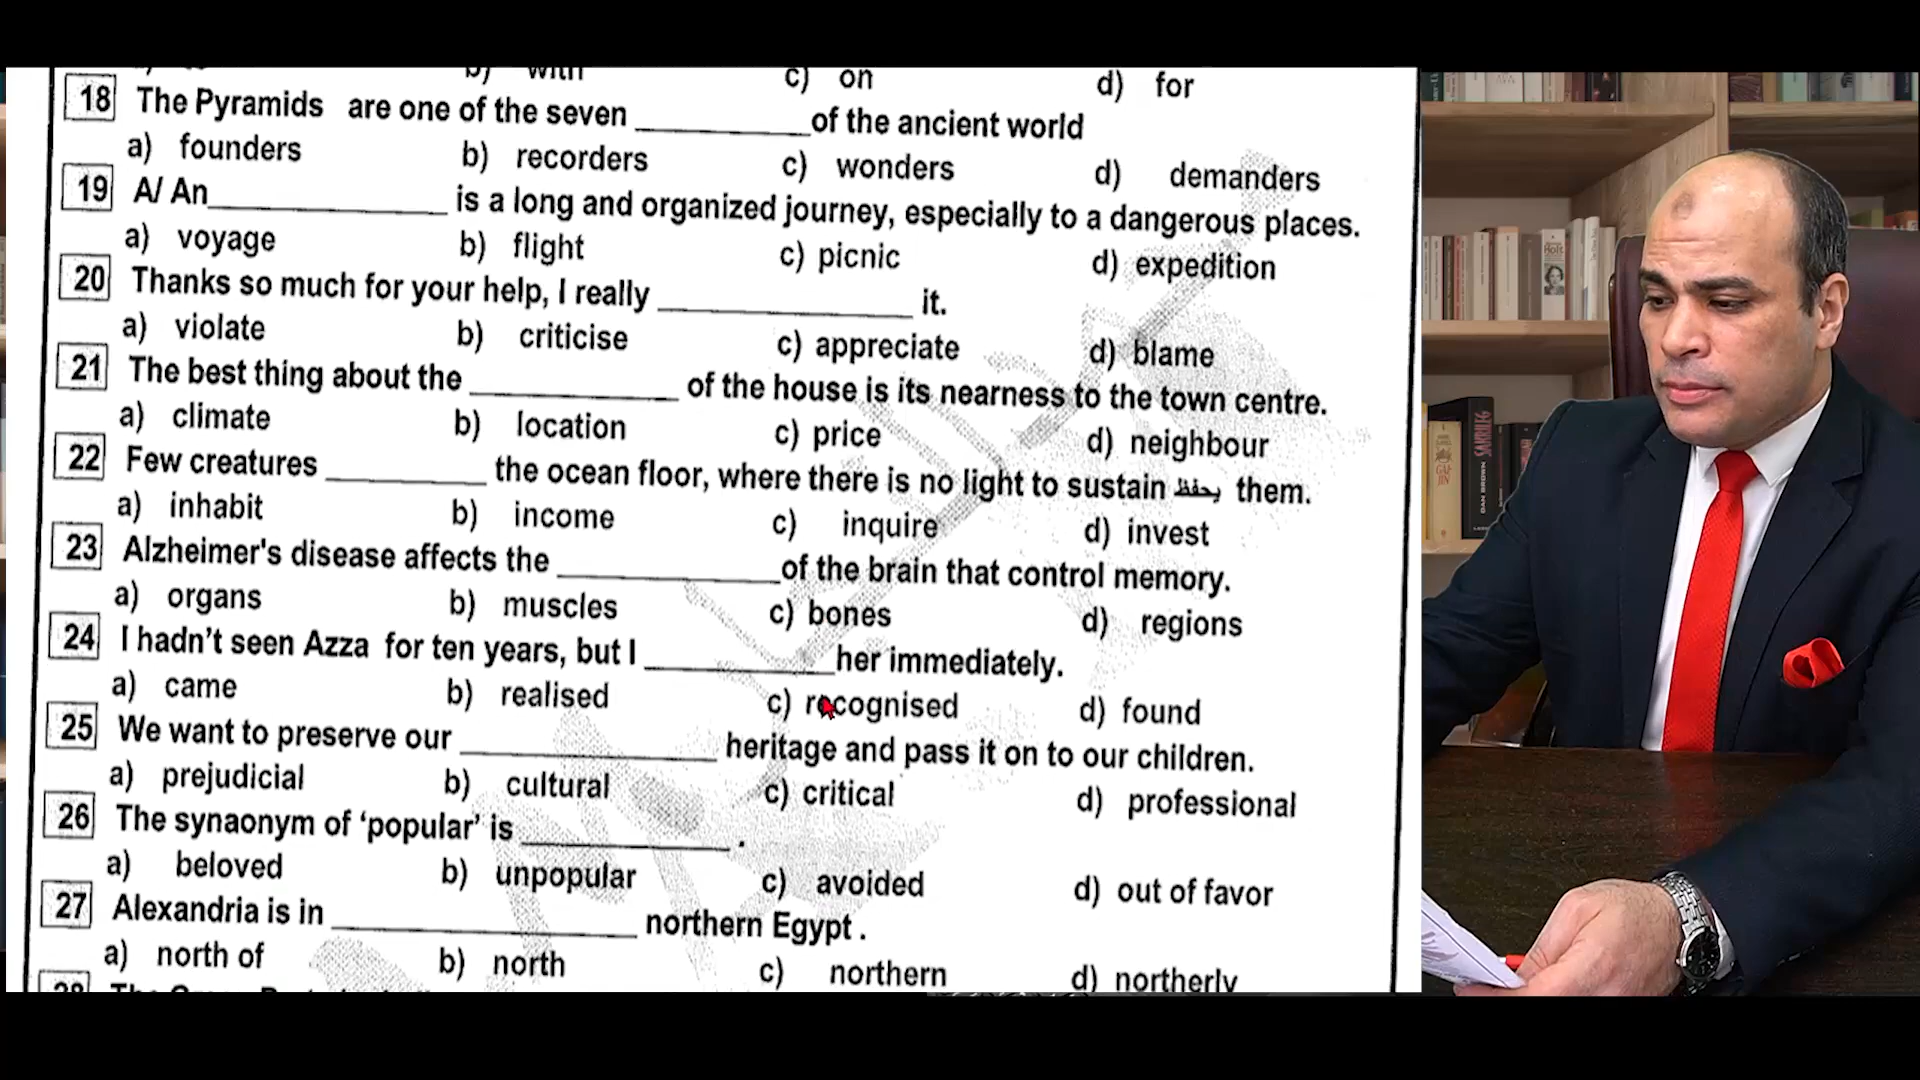 b) with c) on d) for
18 The Pyramids are one of the seven __________ of the ancient world
a) founders b) recorders c) wonders d) demanders
19 A/ An______________ is a long and organized journey, especially to a dangerous places.
a) voyage b) flight c) picnic d) expedition
20 Thanks so much for your help, I really ______________ it.
a) violate b) criticise c) appreciate d) blame
21 The best thing about the ____________ of the house is its nearness to the town centre.
a) climate b) location c) price d) neighbour
22 Few creatures _________ the ocean floor, where there is no light to sustain يحفظ them.
a) inhabit b) income c) inquire d) invest
23 Alzheimer's disease affects the _____________of the brain that control memory.
a) organs b) muscles c) bones d) regions
24 I hadn't seen Azza for ten years, but I ___________her immediately.
a) came b) realised c) recognised d) found
25 We want to preserve our ______________ heritage and pass it on to our children.
a) prejudicial b) cultural c) critical d) professional
26 The synaonym of ‘popular’ is ____________ .
a) beloved b) unpopular c) avoided d) out of favor
27 Alexandria is in _________________ northern Egypt .
a) north of b) north c) northern d) northerly
28